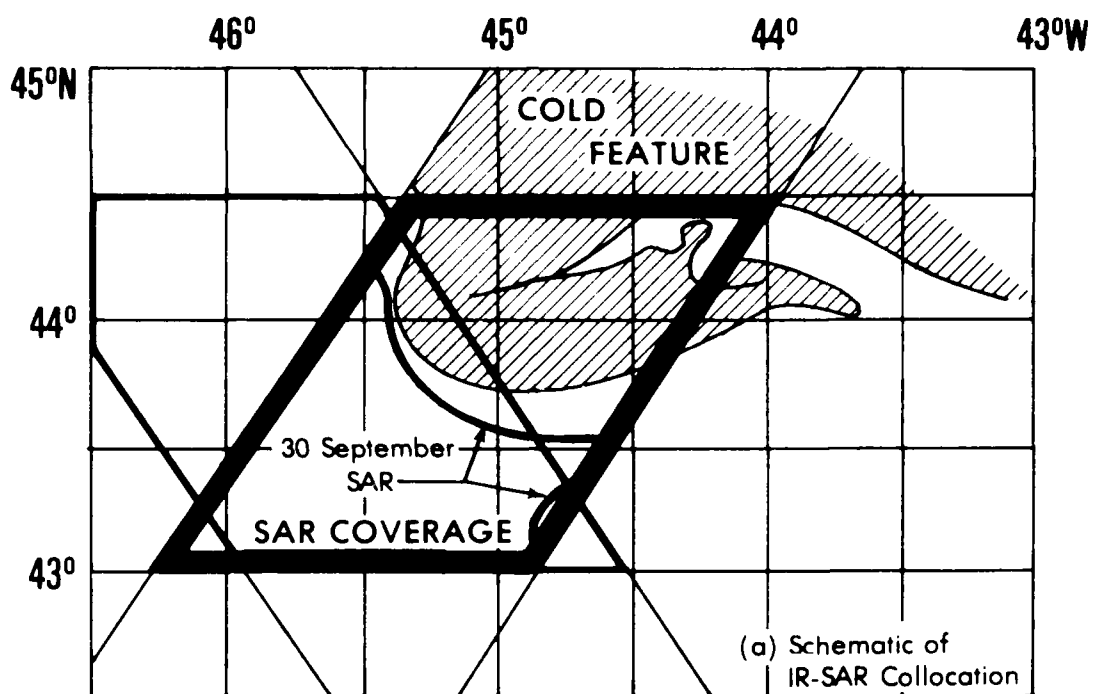 46° 45° 44° 43°W
45°N
COLD
FEATURE
44°
30 September
SAR
SAR COVERAGE
43°
(a) Schematic of
IR-SAR Collocation